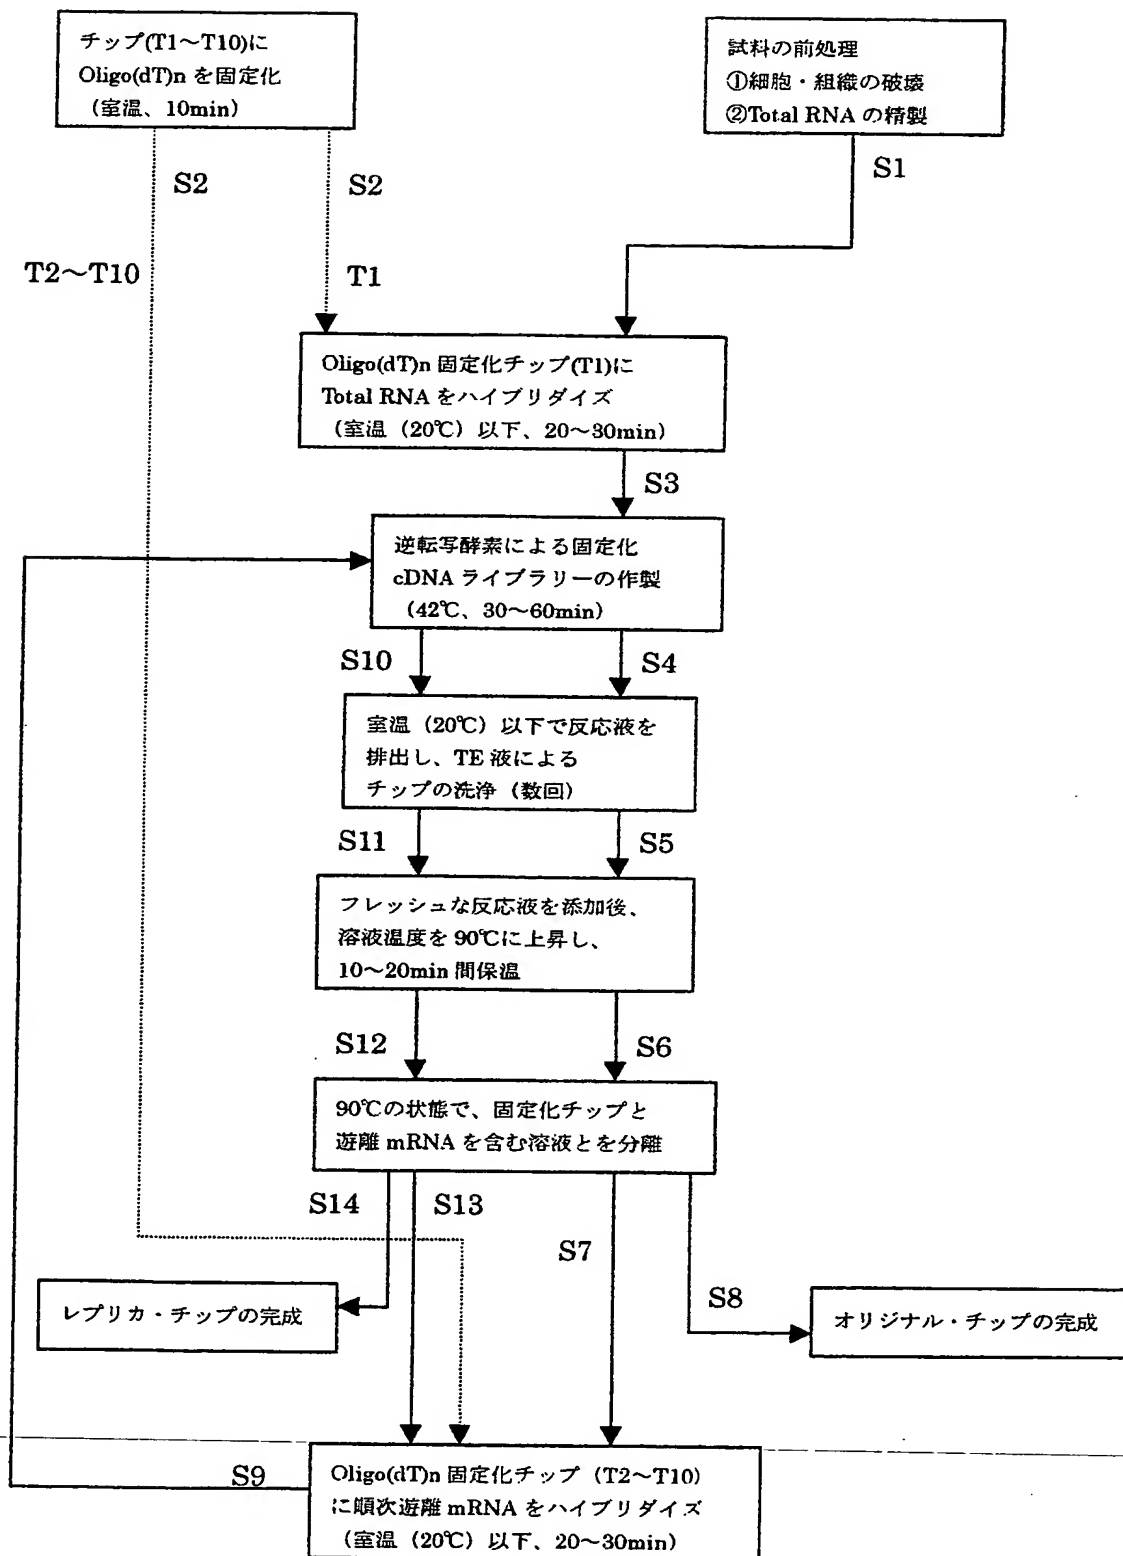 チップ(T1～T10)に
Oligo(dT)n を固定化
（室温、10min）
試料の前処理
①細胞・組織の破壊
②Total RNA の精製
S2
S2
S1
T2～T10
T1
Oligo(dT)n 固定化チップ(T1)に
Total RNA をハイブリダイズ
（室温（20℃）以下、20～30min）
S3
逆転写酵素による固定化
cDNA ライブラリーの作製
（42℃、30～60min）
S10
S4
室温（20℃）以下で反応液を
排出し、TE 液による
チップの洗浄（数回）
S11
S5
フレッシュな反応液を添加後、
溶液温度を 90℃に上昇し、
10～20min 間保温
S12
S6
90℃の状態で、固定化チップと
遊離 mRNA を含む溶液とを分離
S14
S13
S7
S8
レプリカ・チップの完成
オリジナル・チップの完成
S9
Oligo(dT)n 固定化チップ（T2～T10）
に順次遊離 mRNA をハイブリダイズ
（室温（20℃）以下、20～30min）